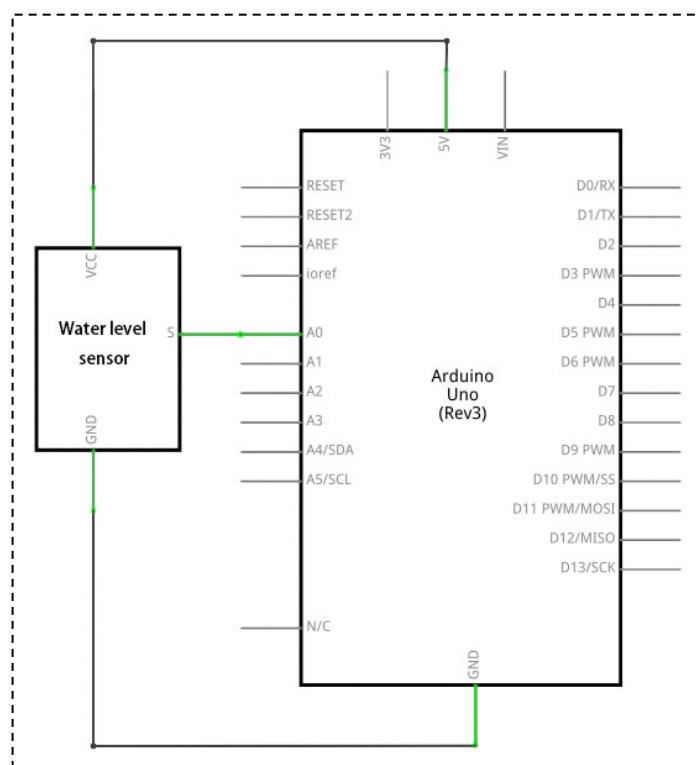 3V3
5V
VIN
RESET
RESET2
AREF
ioref
A0
A1
A2
A3
A4/SDA
A5/SCL
N/C
Arduino
Uno
(Rev3)
D0/RX
D1/TX
D2
D3 PWM
D4
D5 PWM
D6 PWM
D7
D8
D9 PWM
D10 PWM/SS
D11 PWM/MOSI
D12/MISO
D13/SCK
GND
VCC
Water level
sensor
S
GND